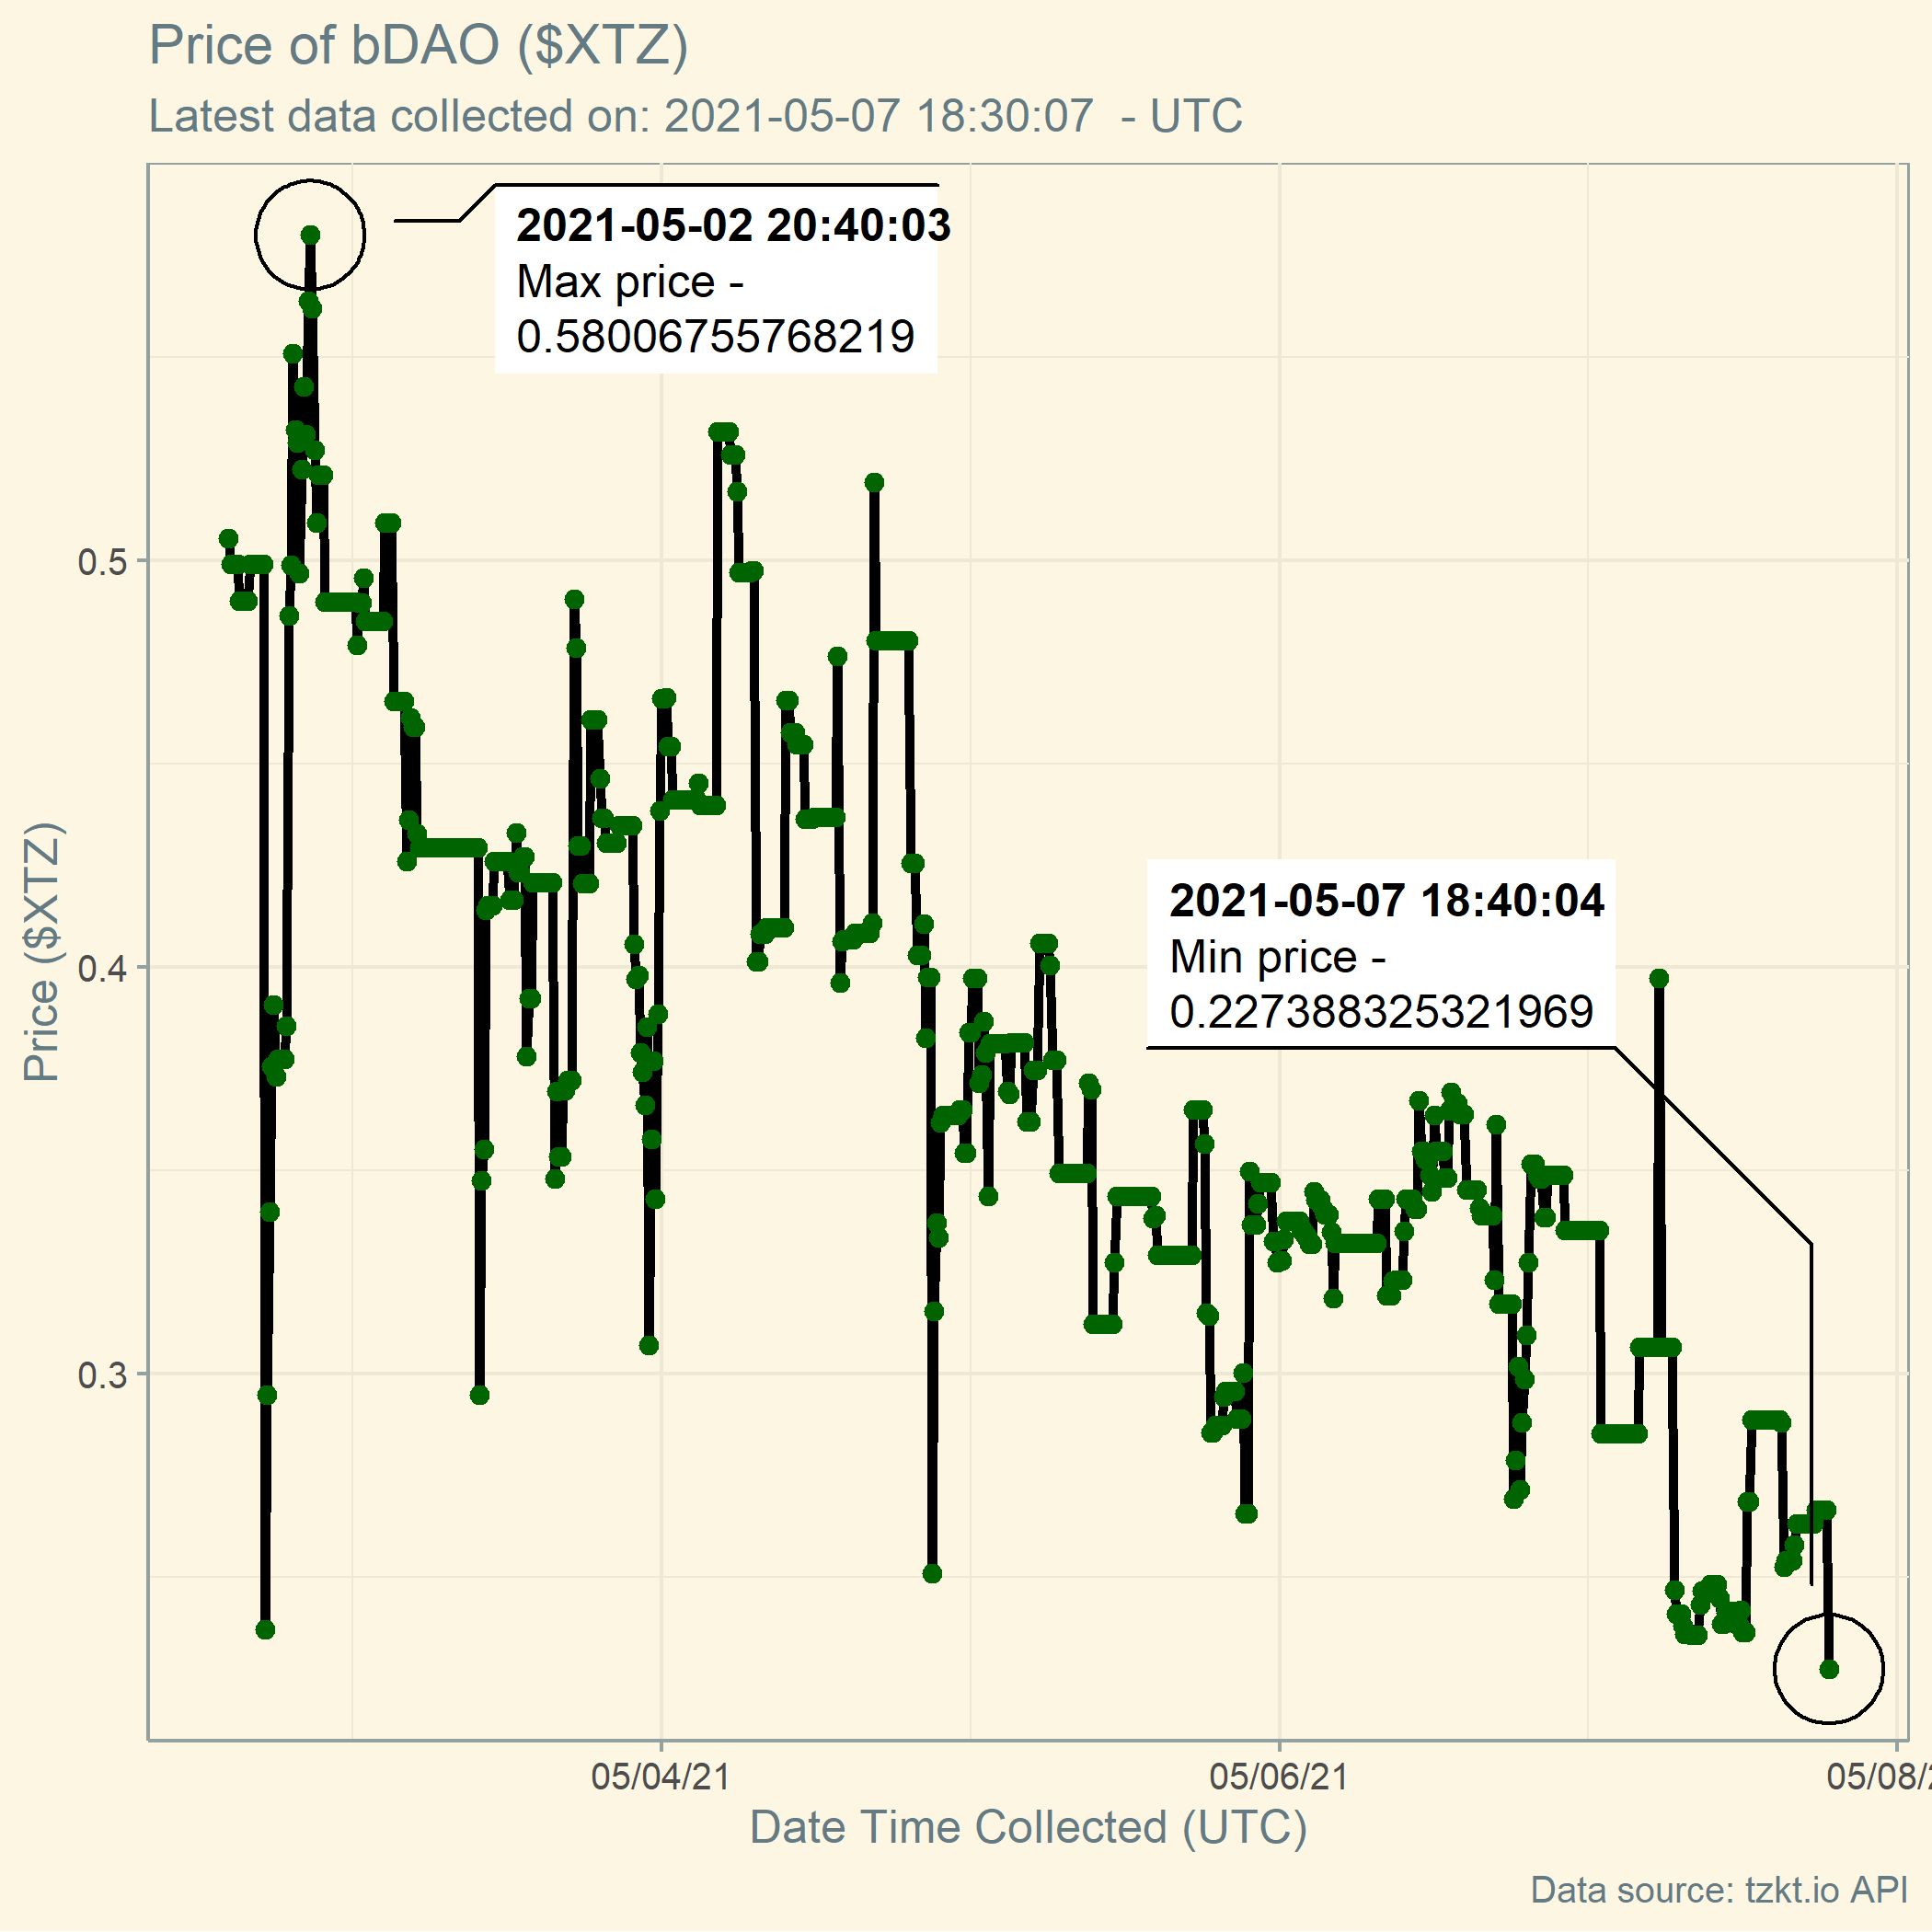 Price of bDAO ($XTZ)
Latest data collected on: 2021-05-07 18:30:07  - UTC
2021-05-02 20:40:03
Max price -
0.58006755768219
2021-05-07 18:40:04
Min price -
0.227388325321969
Price ($XTZ)
0.5
0.4
0.3
05/04/21
05/06/21
05/08/2
Date Time Collected (UTC)
Data source: tzkt.io API